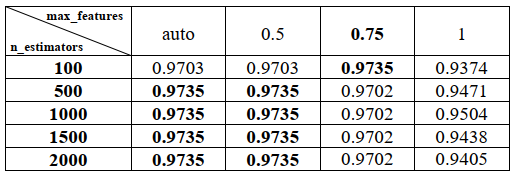 max_features
n_estimators
auto 0.5 0.75 1
100 0.9703 0.9703 0.9735 0.9374
500 0.9735 0.9735 0.9702 0.9471
1000 0.9735 0.9735 0.9702 0.9504
1500 0.9735 0.9735 0.9702 0.9438
2000 0.9735 0.9735 0.9702 0.9405